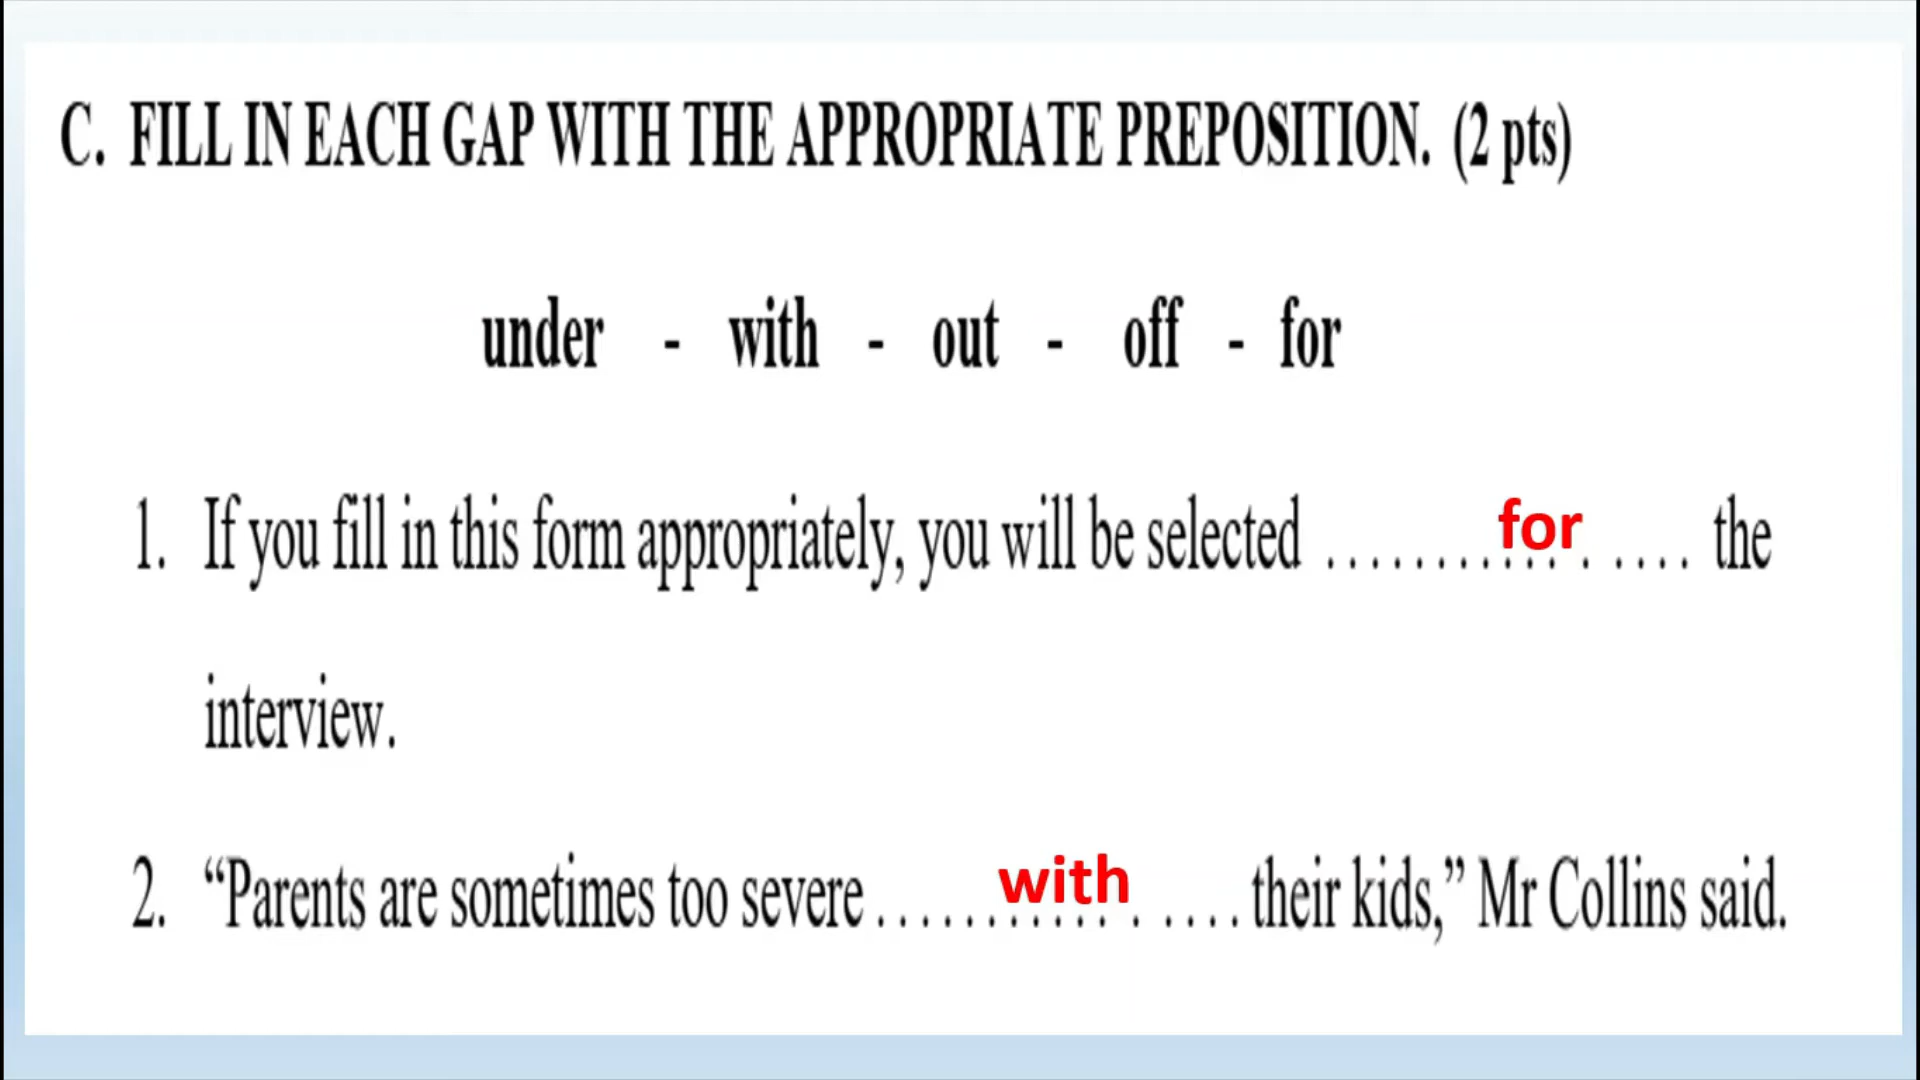 C. FILL IN EACH GAP WITH THE APPROPRIATE PREPOSITION. (2 pts)
under - with - out - off - for
1. If you fill in this form appropriately, you will be selected ...........for..... the
interview.
2. “Parents are sometimes too severe ...........with..... their kids,” Mr Collins said.